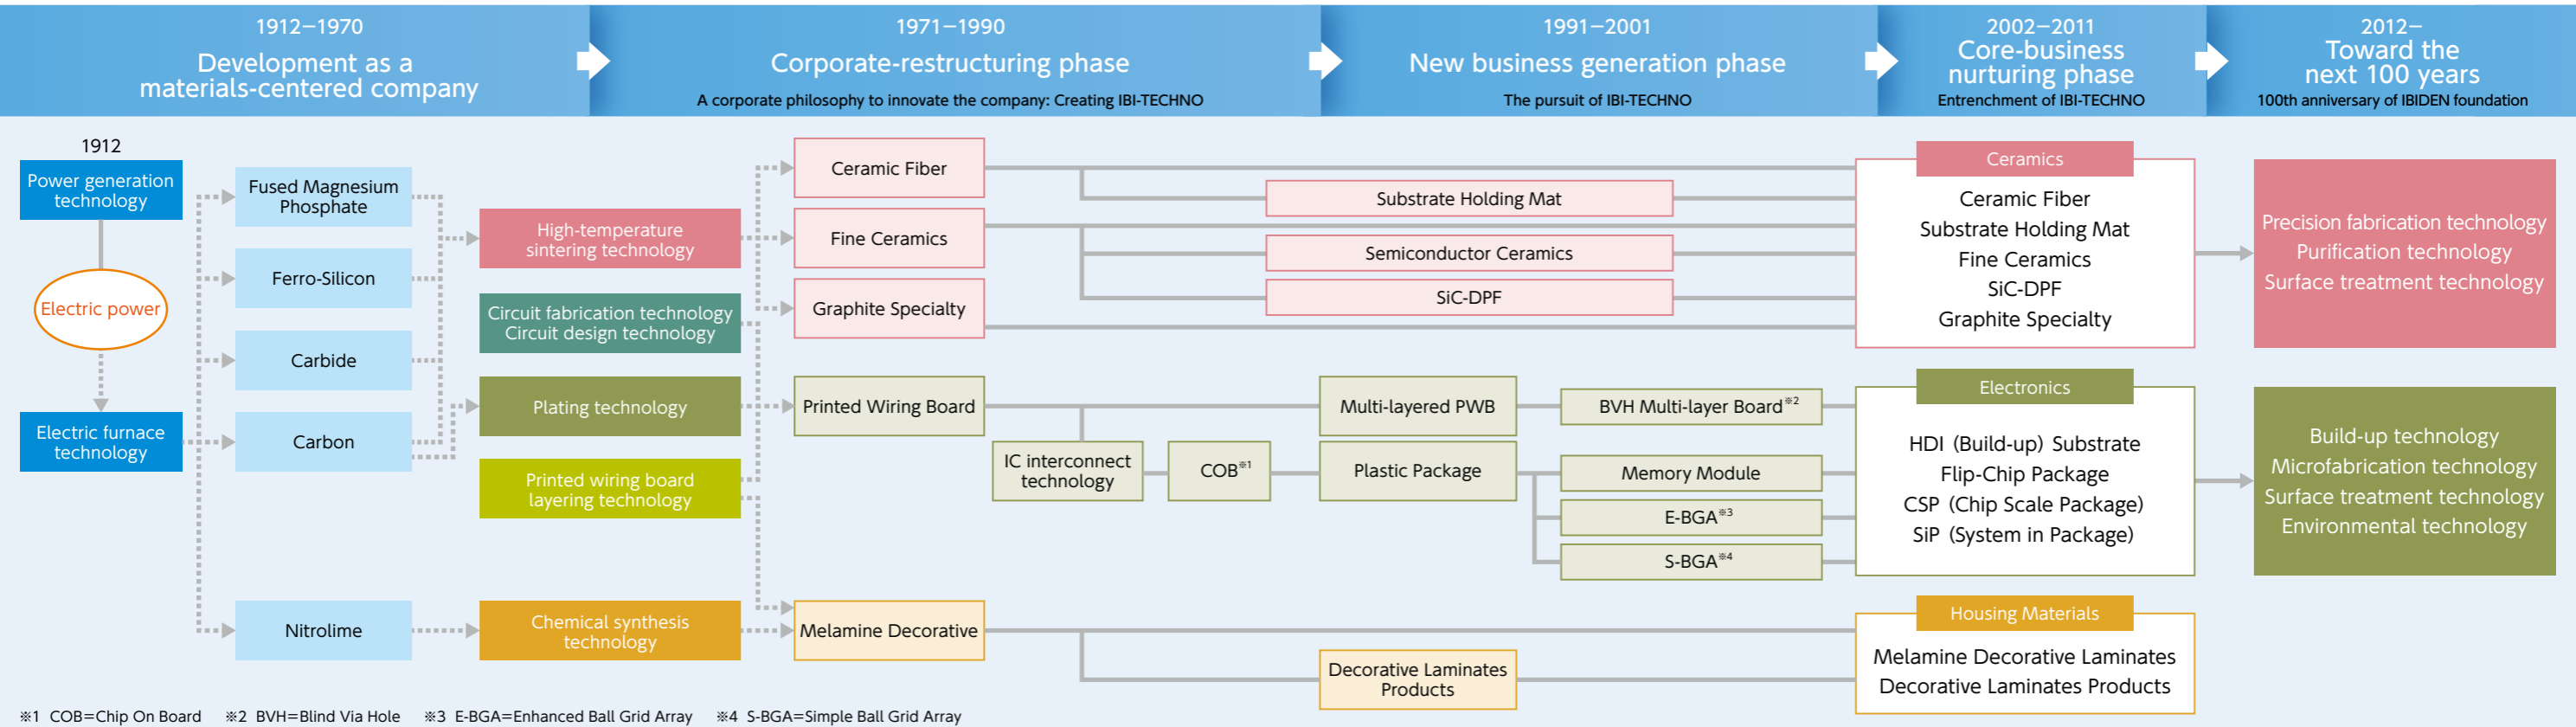 1912−1970
Development as a
materials-centered company
1971−1990
Corporate-restructuring phase
A corporate philosophy to innovate the company: Creating IBI-TECHNO
1991−2001
New business generation phase
The pursuit of IBI-TECHNO
2002−2011
Core-business
nurturing phase
Entrenchment of IBI-TECHNO
2012−
Toward the
next 100 years
100th anniversary of IBIDEN foundation
1912
Power generation
technology
Electric power
Electric furnace
technology
Fused Magnesium
Phosphate
Ferro-Silicon
Carbide
Carbon
Nitrolime
High-temperature
sintering technology
Circuit fabrication technology
Circuit design technology
Plating technology
Printed wiring board
layering technology
Chemical synthesis
technology
Ceramic Fiber
Fine Ceramics
Graphite Specialty
Printed Wiring Board
IC interconnect
technology
COB※1
Melamine Decorative
Substrate Holding Mat
Semiconductor Ceramics
SiC-DPF
Multi-layered PWB
Plastic Package
BVH Multi-layer Board※2
Memory Module
E-BGA※3
S-BGA※4
Decorative Laminates
Products
Ceramics
Ceramic Fiber
Substrate Holding Mat
Fine Ceramics
SiC-DPF
Graphite Specialty
Electronics
HDI (Build-up) Substrate
Flip-Chip Package
CSP (Chip Scale Package)
SiP (System in Package)
Housing Materials
Melamine Decorative Laminates
Decorative Laminates Products
Precision fabrication technology
Purification technology
Surface treatment technology
Build-up technology
Microfabrication technology
Surface treatment technology
Environmental technology
※1 COB=Chip On Board ※2 BVH=Blind Via Hole ※3 E-BGA=Enhanced Ball Grid Array ※4 S-BGA=Simple Ball Grid Array